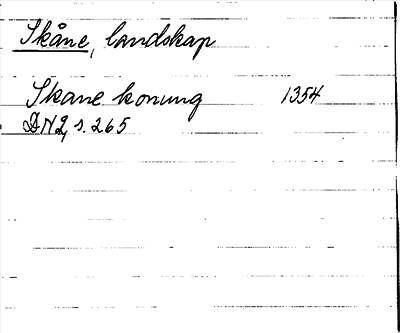 Skåne, landskap
Skane konung 1354
DN 2, s. 265